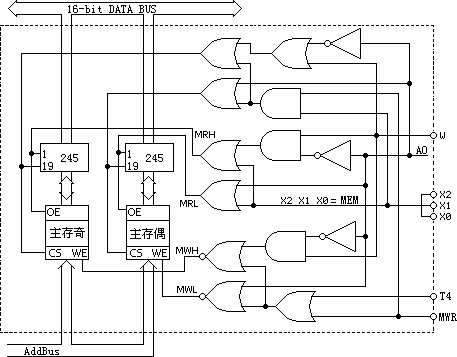 16-bit DATA BUS
1
19
245
1
19
245
MRH
MRL
W
A0
X2
X1
X0
X2 X1 X0 = MEM
OE
主存奇
CS WE
OE
主存偶
CS WE
MWH
MWL
T4
MWR
AddBus